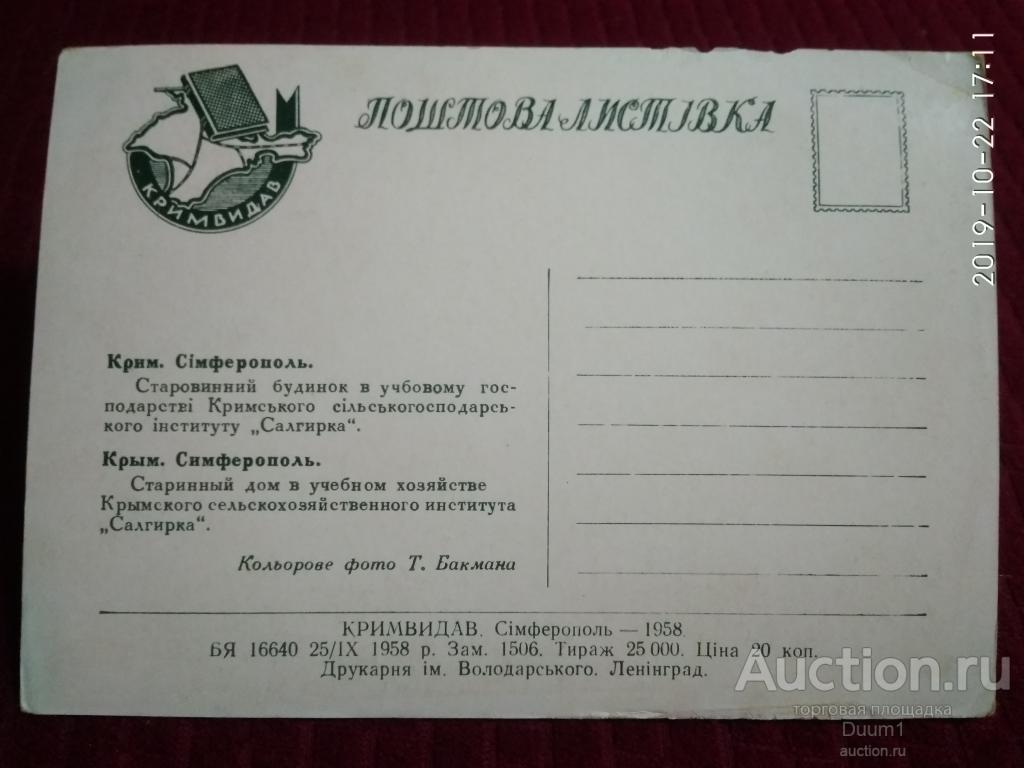 ПОШТОВА ЛИСТІВКА
КРИМВИДАВ
2019-10-22 17:11
Крим. Сімферополь.
Старовинний будинок в учбовому гос-
подарстві Кримського сільськогосподарсь-
кого інституту „Салгирка“.
Крым. Симферополь.
Старинный дом в учебном хозяйстве
Крымского сельскохозяйственного института
„Салгирка“.
Кольорове фото Т. Бакмана
КРИМВИДАВ. Сімферополь — 1958.
БЯ 16640 25/IX 1958 р. Зам. 1506. Тираж 25 000. Ціна 20 коп.
Друкарня ім. Володарського. Ленінград.
Auction.ru
торговая площадка
Duum1
auction.ru